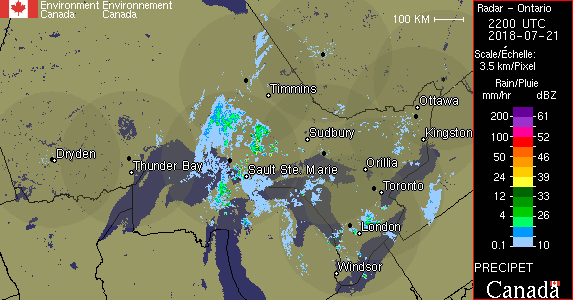 Environment Environnement
Canada Canada
100 KM
Timmins
Ottawa
Sudbury
Kingston
Dryden
Thunder Bay
Sault Ste. Marie
Orillia
Toronto
London
Windsor
Radar - Ontario
2200 UTC
2018-07-21
Scale/Échelle:
3.5 km/Pixel
Rain/Pluie
mm/hr dBZ
200 61
100 52
50 46
24 39
12 33
4 26
0.1 10
PRECIPET
Canada